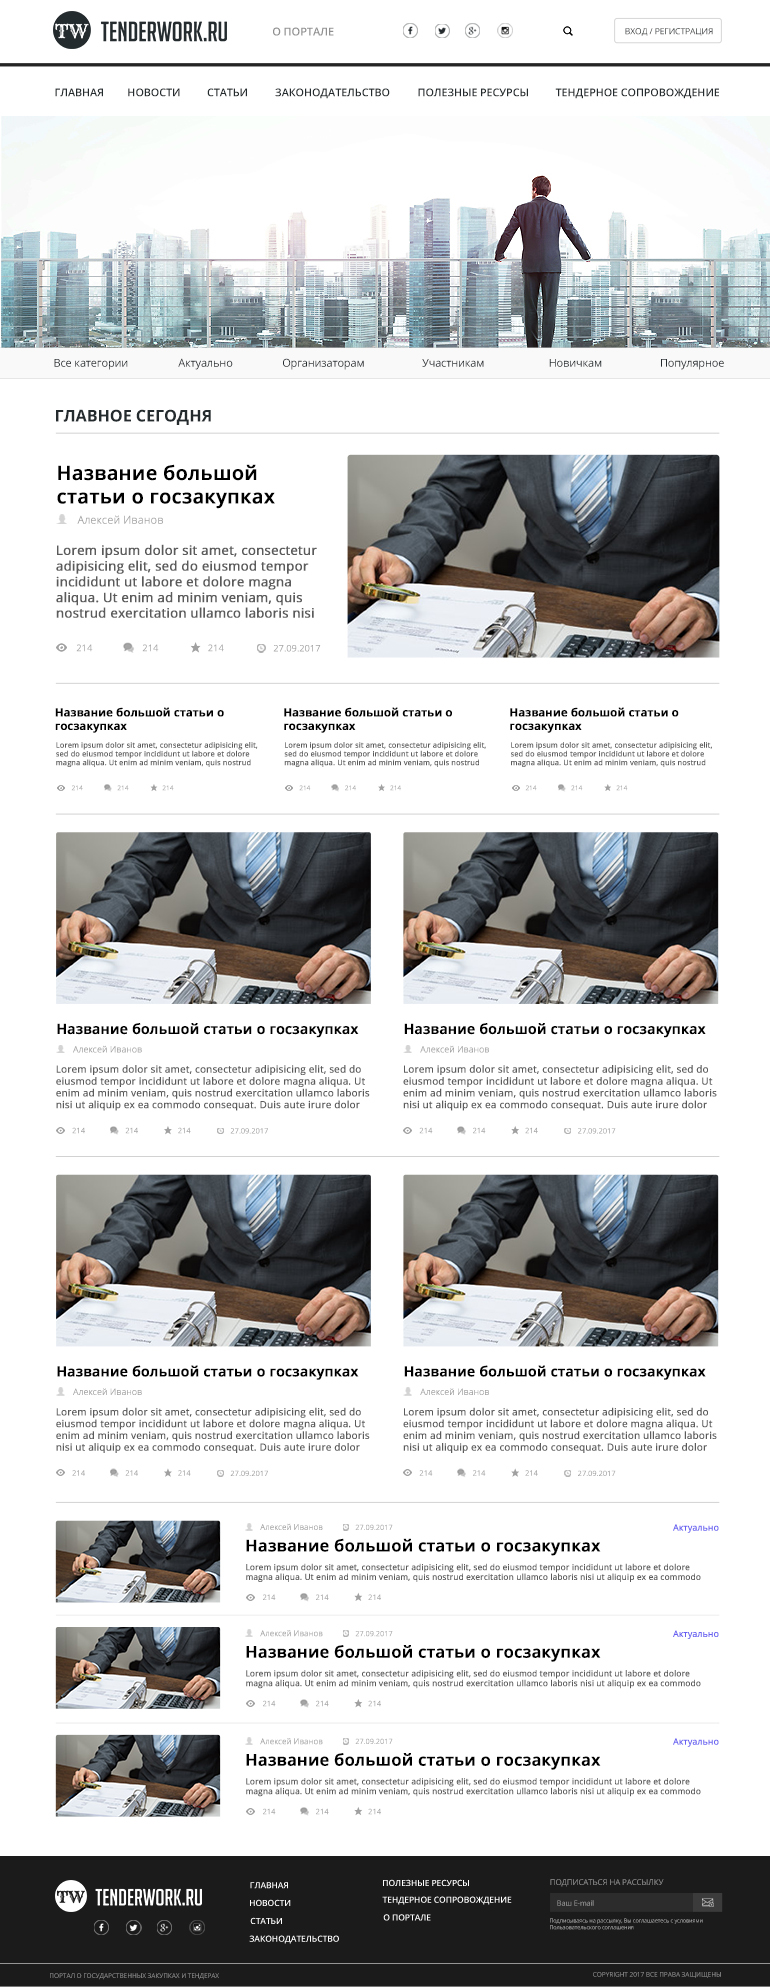 TW TENDERWORK.RU
О ПОРТАЛЕ
ВХОД / РЕГИСТРАЦИЯ
ГЛАВНАЯ НОВОСТИ СТАТЬИ ЗАКОНОДАТЕЛЬСТВО ПОЛЕЗНЫЕ РЕСУРСЫ ТЕНДЕРНОЕ СОПРОВОЖДЕНИЕ
Все категории Актуально Организаторам Участникам Новичкам Популярное
ГЛАВНОЕ СЕГОДНЯ
Название большой
статьи о госзакупках
Алексей Иванов
Lorem ipsum dolor sit amet, consectetur
adipisicing elit, sed do eiusmod tempor
incididunt ut labore et dolore magna
aliqua. Ut enim ad minim veniam, quis
nostrud exercitation ullamco laboris nisi
214 214 214 27.09.2017
Название большой статьи о
госзакупках
Lorem ipsum dolor sit amet, consectetur adipisicing elit,
sed do eiusmod tempor incididunt ut labore et dolore
magna aliqua. Ut enim ad minim veniam, quis nostrud
214 214 214
Название большой статьи о
госзакупках
Lorem ipsum dolor sit amet, consectetur adipisicing elit,
sed do eiusmod tempor incididunt ut labore et dolore
magna aliqua. Ut enim ad minim veniam, quis nostrud
214 214 214
Название большой статьи о
госзакупках
Lorem ipsum dolor sit amet, consectetur adipisicing elit,
sed do eiusmod tempor incididunt ut labore et dolore
magna aliqua. Ut enim ad minim veniam, quis nostrud
214 214 214
Название большой статьи о госзакупках
Алексей Иванов
Lorem ipsum dolor sit amet, consectetur adipisicing elit, sed do
eiusmod tempor incididunt ut labore et dolore magna aliqua. Ut
enim ad minim veniam, quis nostrud exercitation ullamco laboris
nisi ut aliquip ex ea commodo consequat. Duis aute irure dolor
214 214 214 27.09.2017
Название большой статьи о госзакупках
Алексей Иванов
Lorem ipsum dolor sit amet, consectetur adipisicing elit, sed do
eiusmod tempor incididunt ut labore et dolore magna aliqua. Ut
enim ad minim veniam, quis nostrud exercitation ullamco laboris
nisi ut aliquip ex ea commodo consequat. Duis aute irure dolor
214 214 214 27.09.2017
Название большой статьи о госзакупках
Алексей Иванов
Lorem ipsum dolor sit amet, consectetur adipisicing elit, sed do
eiusmod tempor incididunt ut labore et dolore magna aliqua. Ut
enim ad minim veniam, quis nostrud exercitation ullamco laboris
nisi ut aliquip ex ea commodo consequat. Duis aute irure dolor
214 214 214 27.09.2017
Название большой статьи о госзакупках
Алексей Иванов
Lorem ipsum dolor sit amet, consectetur adipisicing elit, sed do
eiusmod tempor incididunt ut labore et dolore magna aliqua. Ut
enim ad minim veniam, quis nostrud exercitation ullamco laboris
nisi ut aliquip ex ea commodo consequat. Duis aute irure dolor
214 214 214 27.09.2017
Алексей Иванов 27.09.2017 Актуально
Название большой статьи о госзакупках
Lorem ipsum dolor sit amet, consectetur adipisicing elit, sed do eiusmod tempor incididunt ut labore et dolore
magna aliqua. Ut enim ad minim veniam, quis nostrud exercitation ullamco laboris nisi ut aliquip ex ea commodo
214 214 214
Алексей Иванов 27.09.2017 Актуально
Название большой статьи о госзакупках
Lorem ipsum dolor sit amet, consectetur adipisicing elit, sed do eiusmod tempor incididunt ut labore et dolore
magna aliqua. Ut enim ad minim veniam, quis nostrud exercitation ullamco laboris nisi ut aliquip ex ea commodo
214 214 214
Алексей Иванов 27.09.2017 Актуально
Название большой статьи о госзакупках
Lorem ipsum dolor sit amet, consectetur adipisicing elit, sed do eiusmod tempor incididunt ut labore et dolore
magna aliqua. Ut enim ad minim veniam, quis nostrud exercitation ullamco laboris nisi ut aliquip ex ea commodo
214 214 214
TW TENDERWORK.RU
ГЛАВНАЯ
НОВОСТИ
СТАТЬИ
ЗАКОНОДАТЕЛЬСТВО
ПОЛЕЗНЫЕ РЕСУРСЫ
ТЕНДЕРНОЕ СОПРОВОЖДЕНИЕ
О ПОРТАЛЕ
ПОДПИСАТЬСЯ НА РАССЫЛКУ
Ваш E-mail
Подписываясь на рассылку, Вы соглашаетесь с условиями
Пользовательского соглашения
ПОРТАЛ О ГОСУДАРСТВЕННЫХ ЗАКУПКАХ И ТЕНДЕРАХ
COPYRIGHT 2017 ВСЕ ПРАВА ЗАЩИЩЕНЫ